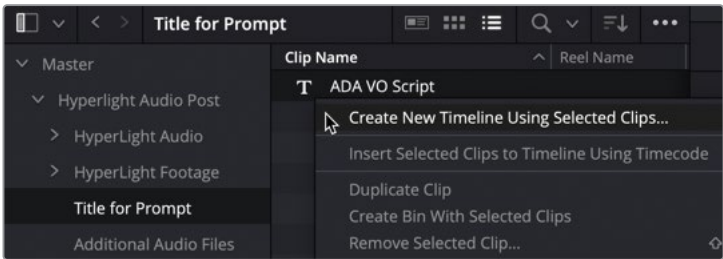 Title for Prompt
Master
Hyperlight Audio Post
HyperLight Audio
HyperLight Footage
Title for Prompt
Additional Audio Files
Clip Name
Reel Name
T ADA VO Script
Create New Timeline Using Selected Clips...
Insert Selected Clips to Timeline Using Timecode
Duplicate Clip
Create Bin With Selected Clips
Remove Selected Clip...